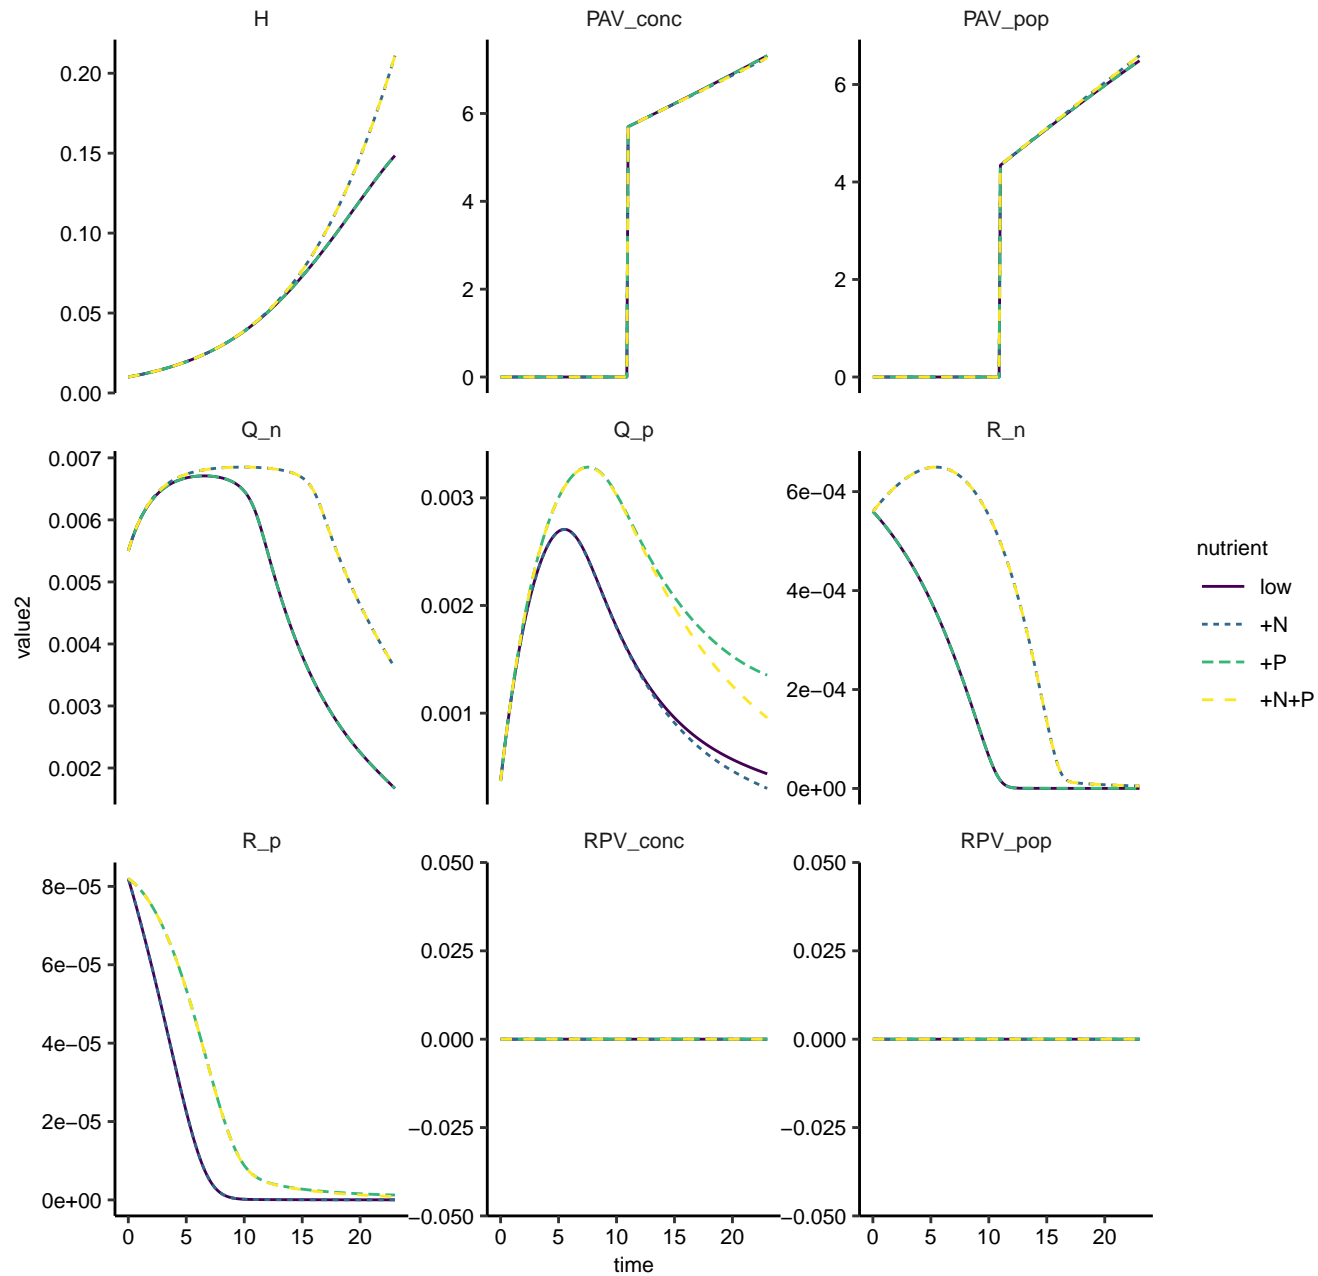 H
PAV_conc
PAV_pop
0.20
0.15
0.10
0.05
0.00
6
4
2
0
6
4
2
0
Q_n
Q_p
R_n
0.007
0.006
0.005
0.004
0.003
0.002
0.003
0.002
0.001
6e−04
4e−04
2e−04
0e+00
value2
nutrient
low
+N
+P
+N+P
R_p
RPV_conc
RPV_pop
8e−05
6e−05
4e−05
2e−05
0e+00
0.050
0.025
0.000
−0.025
−0.050
0.050
0.025
0.000
−0.025
−0.050
0 5 10 15 20
0 5 10 15 20
0 5 10 15 20
time